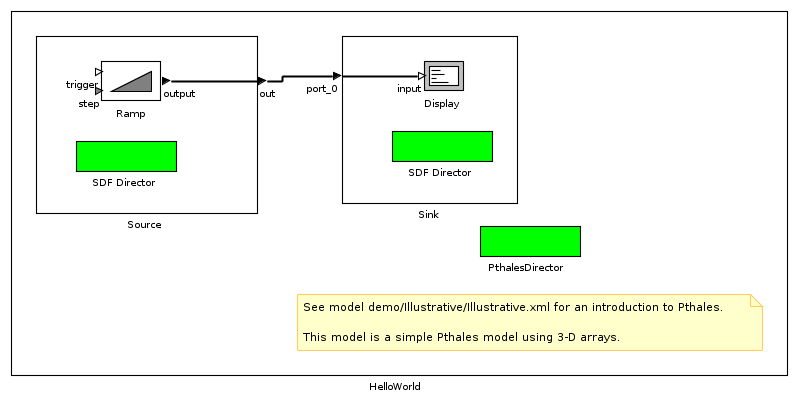 trigger
step
output
Ramp
out
port_0
input
Display
SDF Director
SDF Director
Source
Sink
PthalesDirector
See model demo/Illustrative/Illustrative.xml for an introduction to Pthales.
This model is a simple Pthales model using 3-D arrays.
HelloWorld